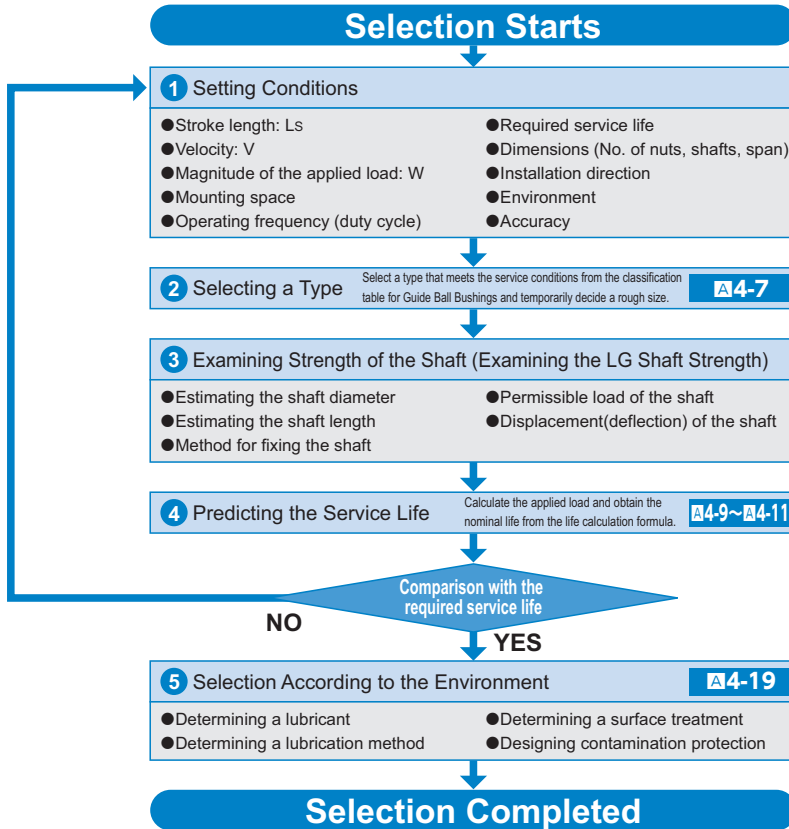 Selection Starts
1 Setting Conditions
●Stroke length: Ls
●Velocity: V
●Magnitude of the applied load: W
●Mounting space
●Operating frequency (duty cycle)
●Required service life
●Dimensions (No. of nuts, shafts, span)
●Installation direction
●Environment
●Accuracy
2 Selecting a Type
Select a type that meets the service conditions from the classification
table for Guide Ball Bushings and temporarily decide a rough size.
A4-7
3 Examining Strength of the Shaft (Examining the LG Shaft Strength)
●Estimating the shaft diameter
●Estimating the shaft length
●Method for fixing the shaft
●Permissible load of the shaft
●Displacement(deflection) of the shaft
4 Predicting the Service Life
Calculate the applied load and obtain the
nominal life from the life calculation formula.
A4-9~A4-11
Comparison with the
required service life
NO
YES
5 Selection According to the Environment
A4-19
●Determining a lubricant
●Determining a lubrication method
●Determining a surface treatment
●Designing contamination protection
Selection Completed